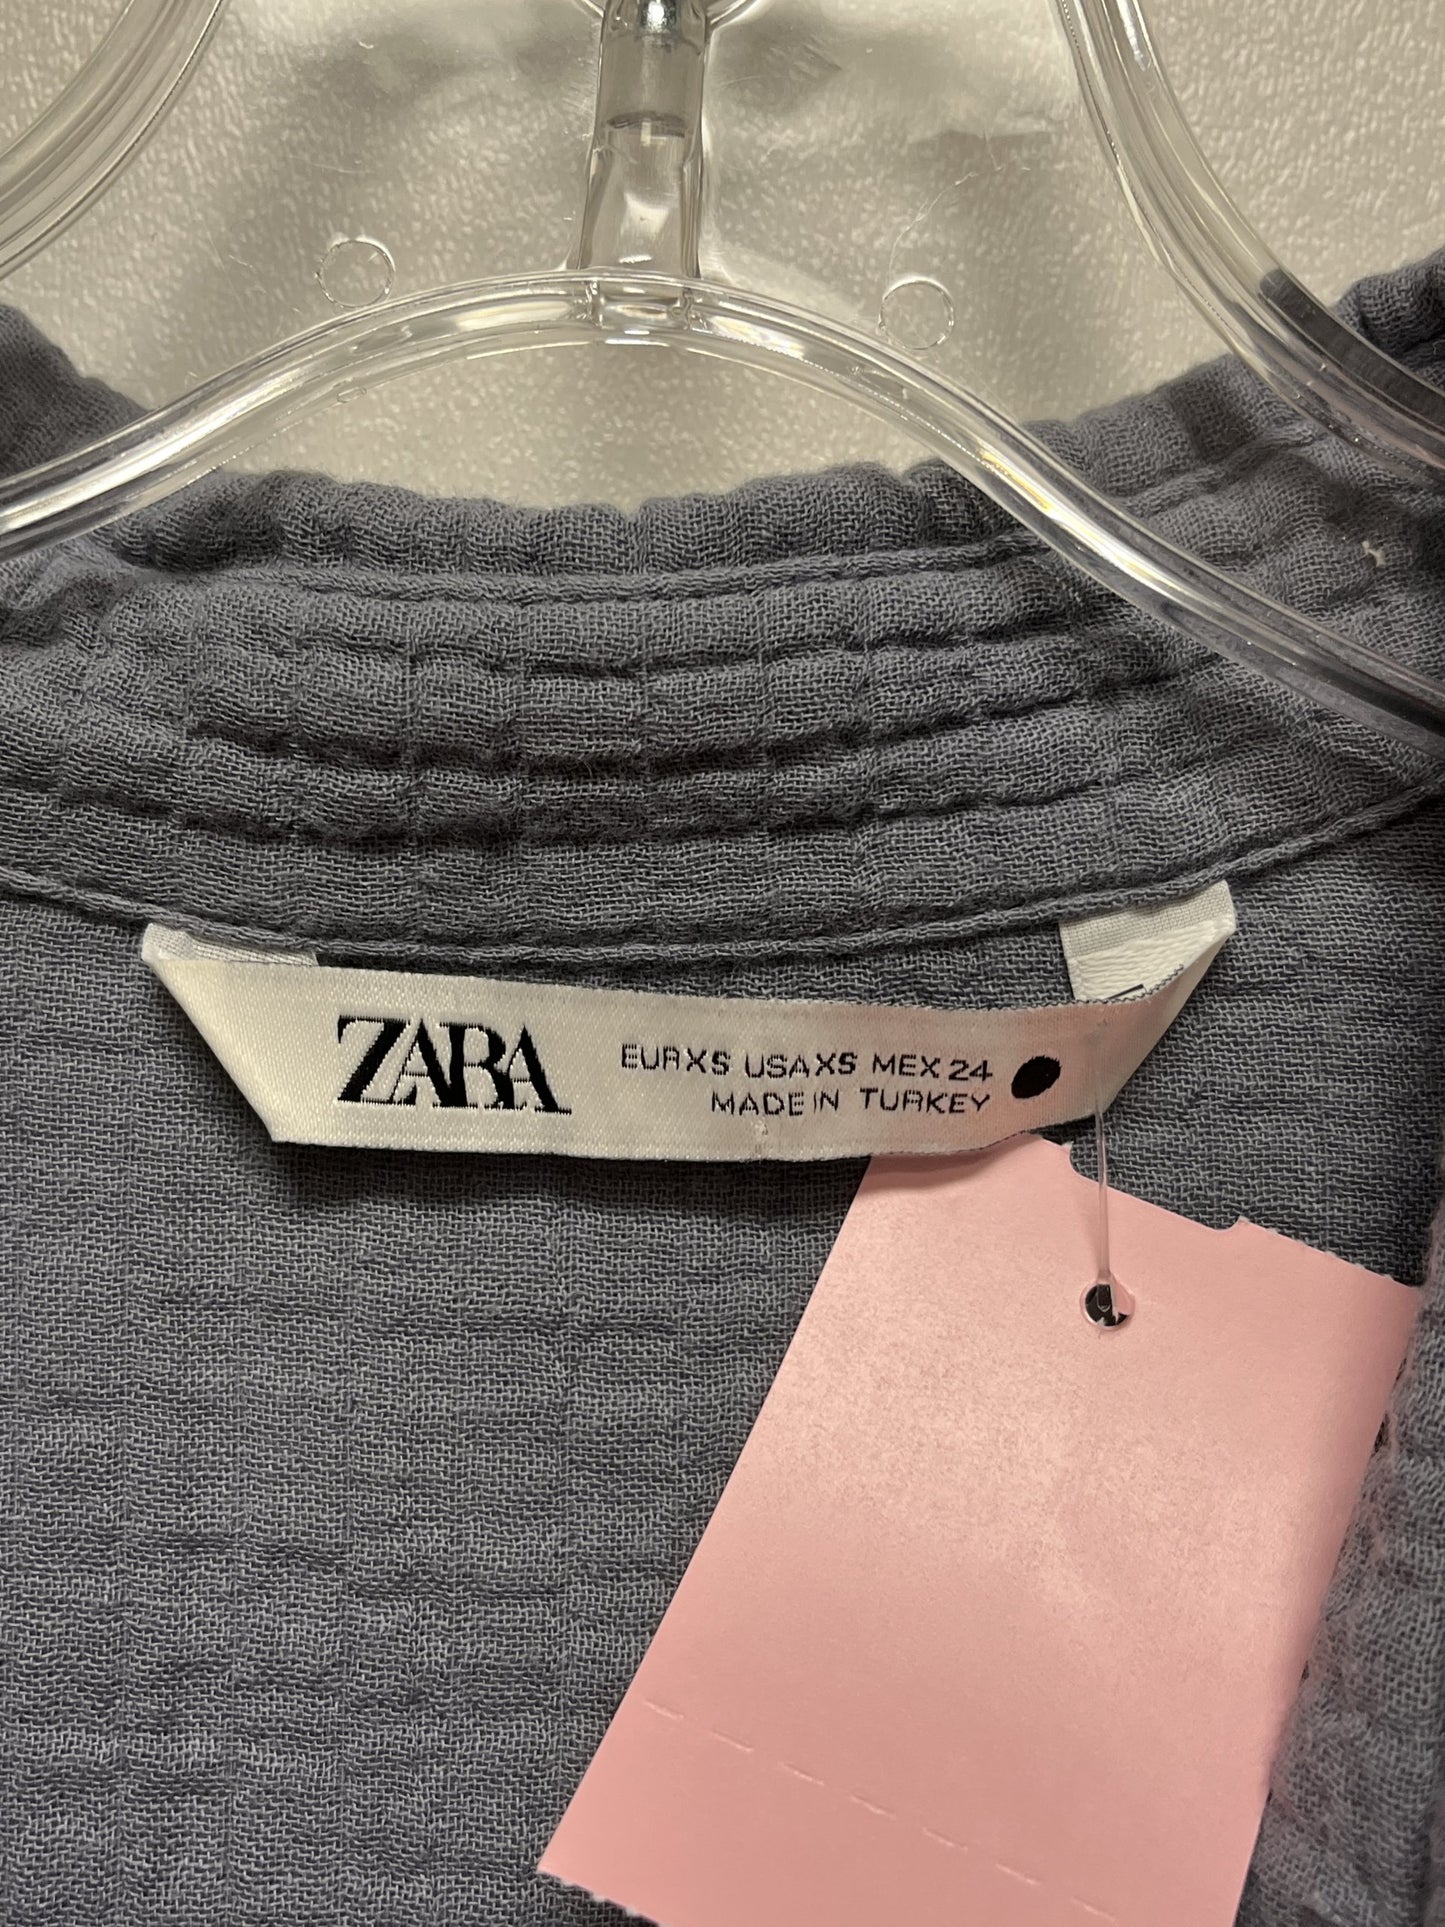 ZARA
EUR XS USA XS MEX 24
MADE IN TURKEY